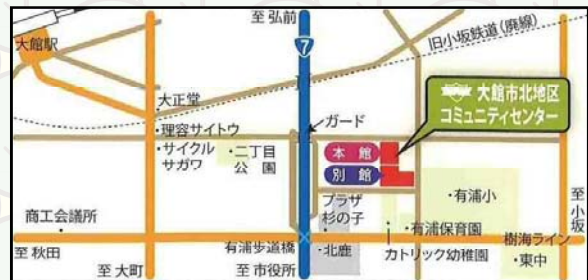 至 弘前
7
旧小坂鉄道(廃線)
大館駅
大正堂
大館市北地区
コミュニティセンター
ガード
・理容サイトウ
・サイクル
サガワ
・二丁目
公園
本館
別館
プラザ
杉の子
・有浦小
商工会議所
・有浦保育園
至 小坂
樹海ライン
至 秋田
有浦歩道橋
・北鹿
カトリック幼稚園
・東中
至 大町
至 市役所